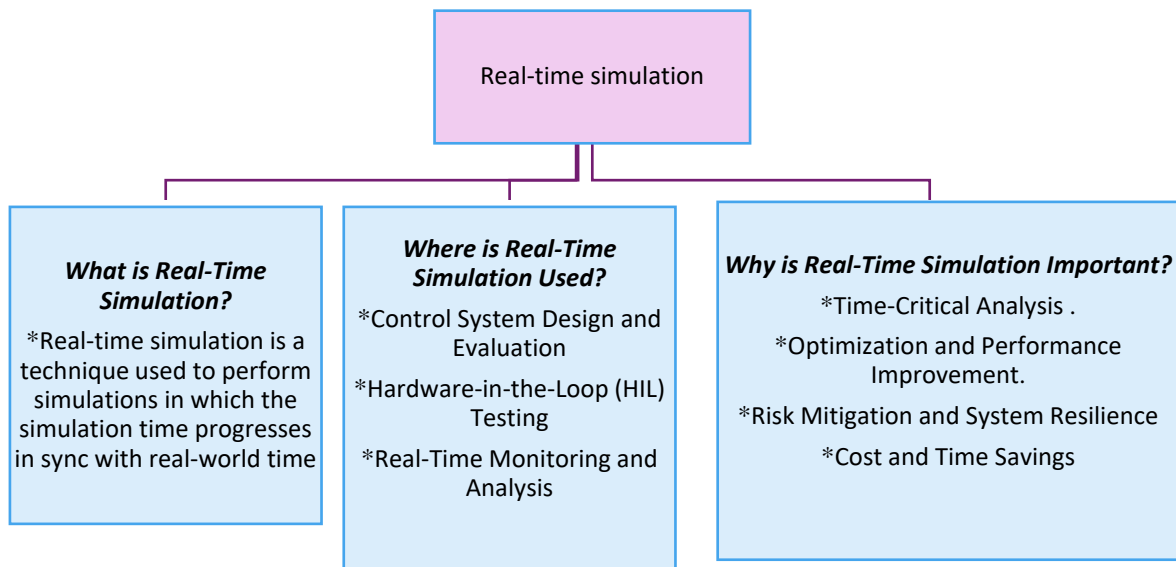 Real-time simulation
What is Real-Time
Simulation?
*Real-time simulation is a
technique used to perform
simulations in which the
simulation time progresses
in sync with real-world time
Where is Real-Time
Simulation Used?
*Control System Design and
Evaluation
*Hardware-in-the-Loop (HIL)
Testing
*Real-Time Monitoring and
Analysis
Why is Real-Time Simulation Important?
*Time-Critical Analysis .
*Optimization and Performance
Improvement.
*Risk Mitigation and System Resilience
*Cost and Time Savings